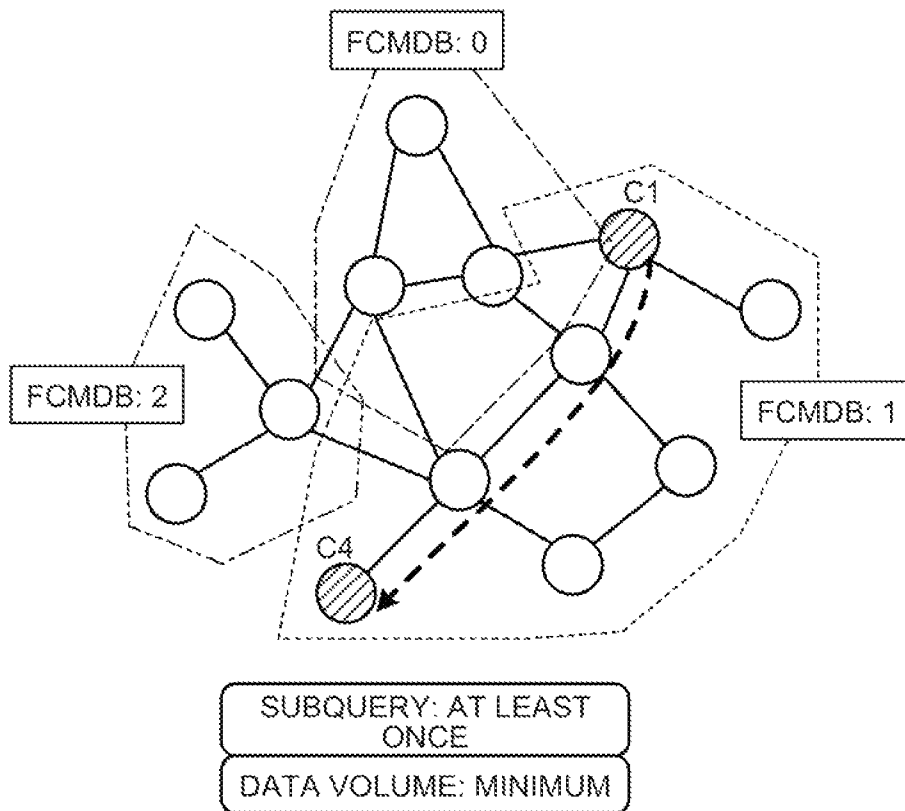 FCMDB: 0
C1
FCMDB: 2
FCMDB: 1
C4
SUBQUERY: AT LEAST
ONCE
DATA VOLUME: MINIMUM